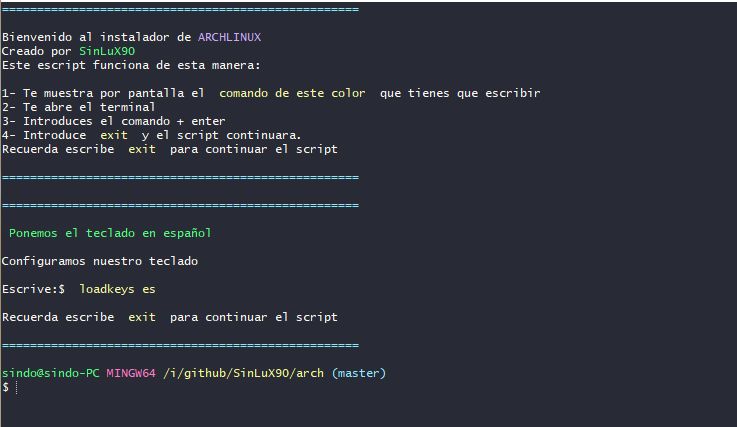 ===================================================
Bienvenido al instalador de ARCHLINUX
Creado por SinLuX90
Este escript funciona de esta manera:
1- Te muestra por pantalla el  comando de este color  que tienes que escribir
2- Te abre el terminal
3- Introduces el comando + enter
4- Introduce  exit  y el script continuara.
Recuerda escribe  exit  para continuar el script
===================================================
===================================================
Ponemos el teclado en español
Configuramos nuestro teclado
Escrive:$  loadkeys es
Recuerda escribe  exit  para continuar el script
===================================================
sindo@sindo-PC MINGW64 /i/github/SinLuX90/arch (master)
$